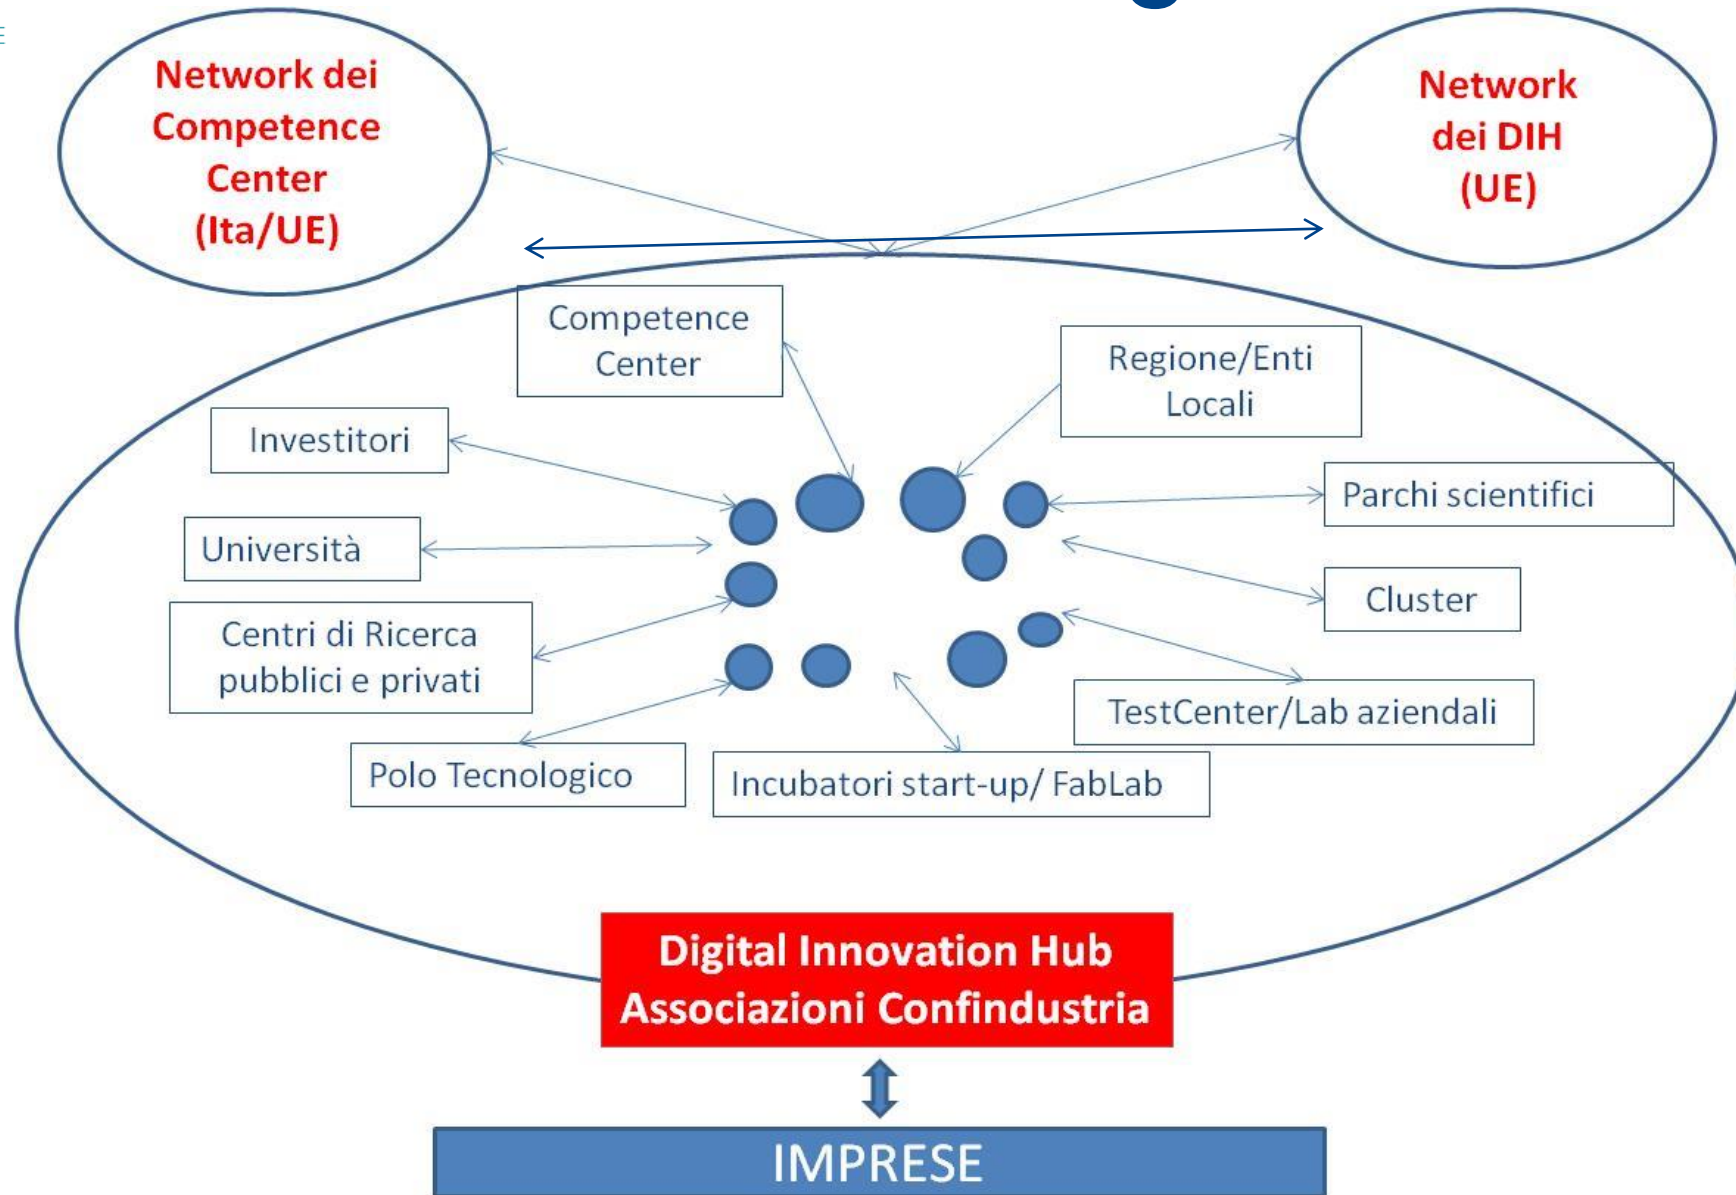 Network dei
Competence
Center
(Ita/UE)
Network
dei DIH
(UE)
Competence
Center
Regione/Enti
Locali
Investitori
Parchi scientifici
Università
Cluster
Centri di Ricerca
pubblici e privati
TestCenter/Lab aziendali
Polo Tecnologico
Incubatori start-up/ FabLab
Digital Innovation Hub
Associazioni Confindustria
IMPRESE